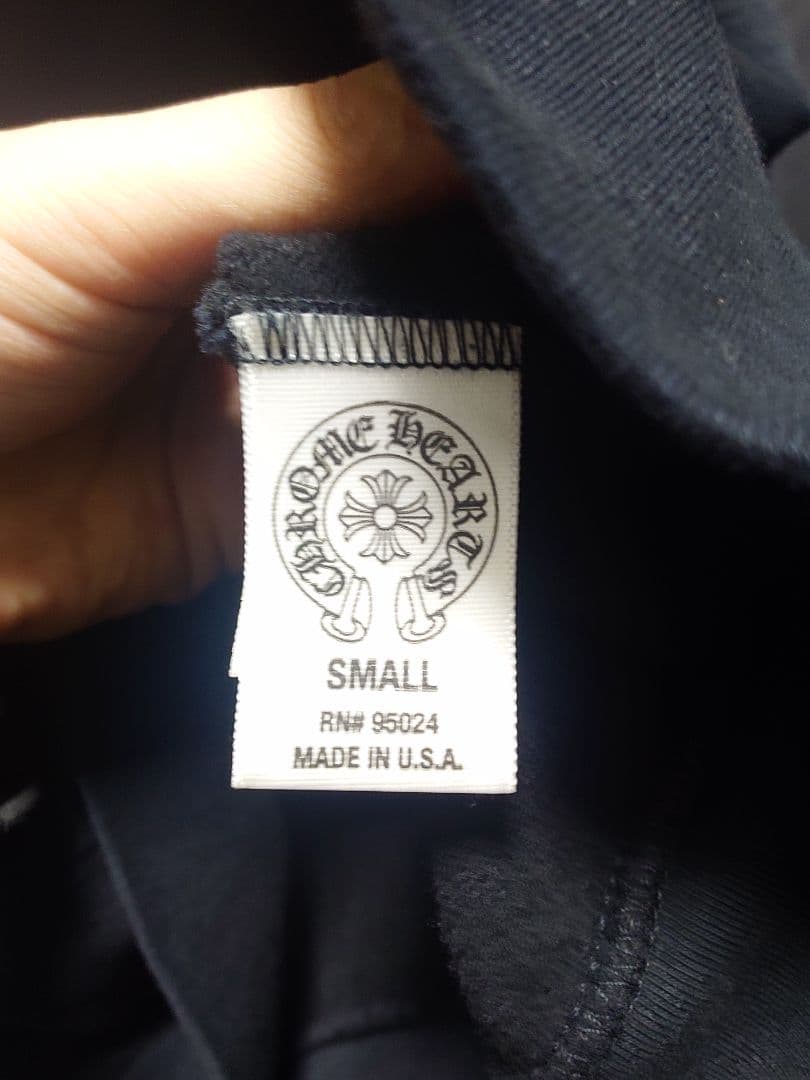 CHROME HEARTS
SMALL
RN# 95024
MADE IN U.S.A.